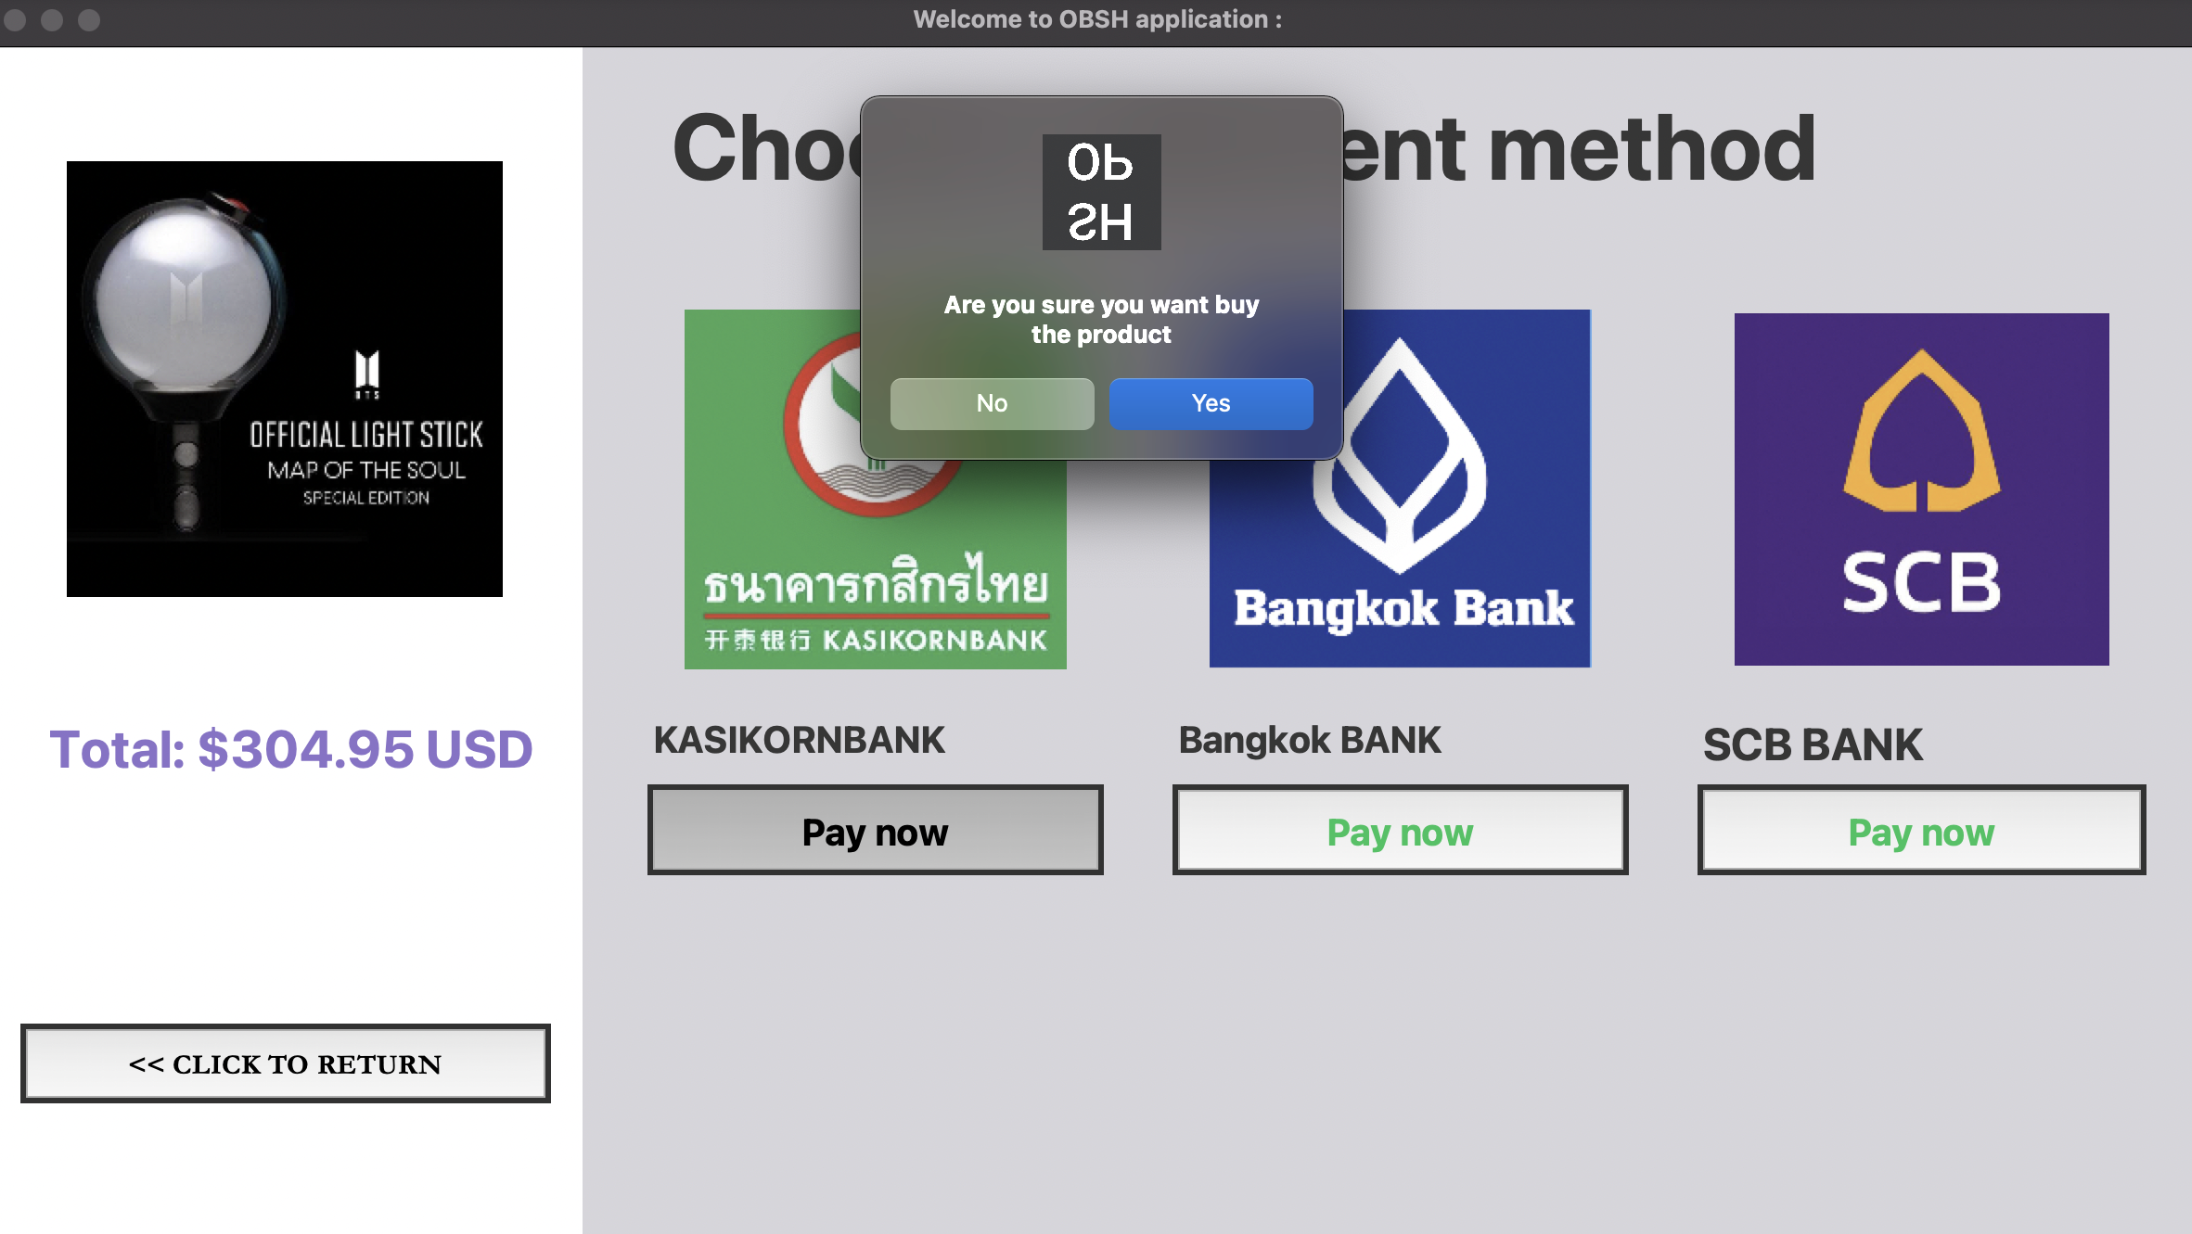 Welcome to OBSH application :
BTS
OFFICIAL LIGHT STICK
MAP OF THE SOUL
SPECIAL EDITION
Total: $304.95 USD
<< CLICK TO RETURN
ent method
Ob
SH
Are you sure you want buy
the product
No
Yes
ธนาคารกสิกรไทย
开泰银行 KASIKORNBANK
KASIKORNBANK
Pay now
Bangkok Bank
Bangkok BANK
Pay now
SCB
SCB BANK
Pay now